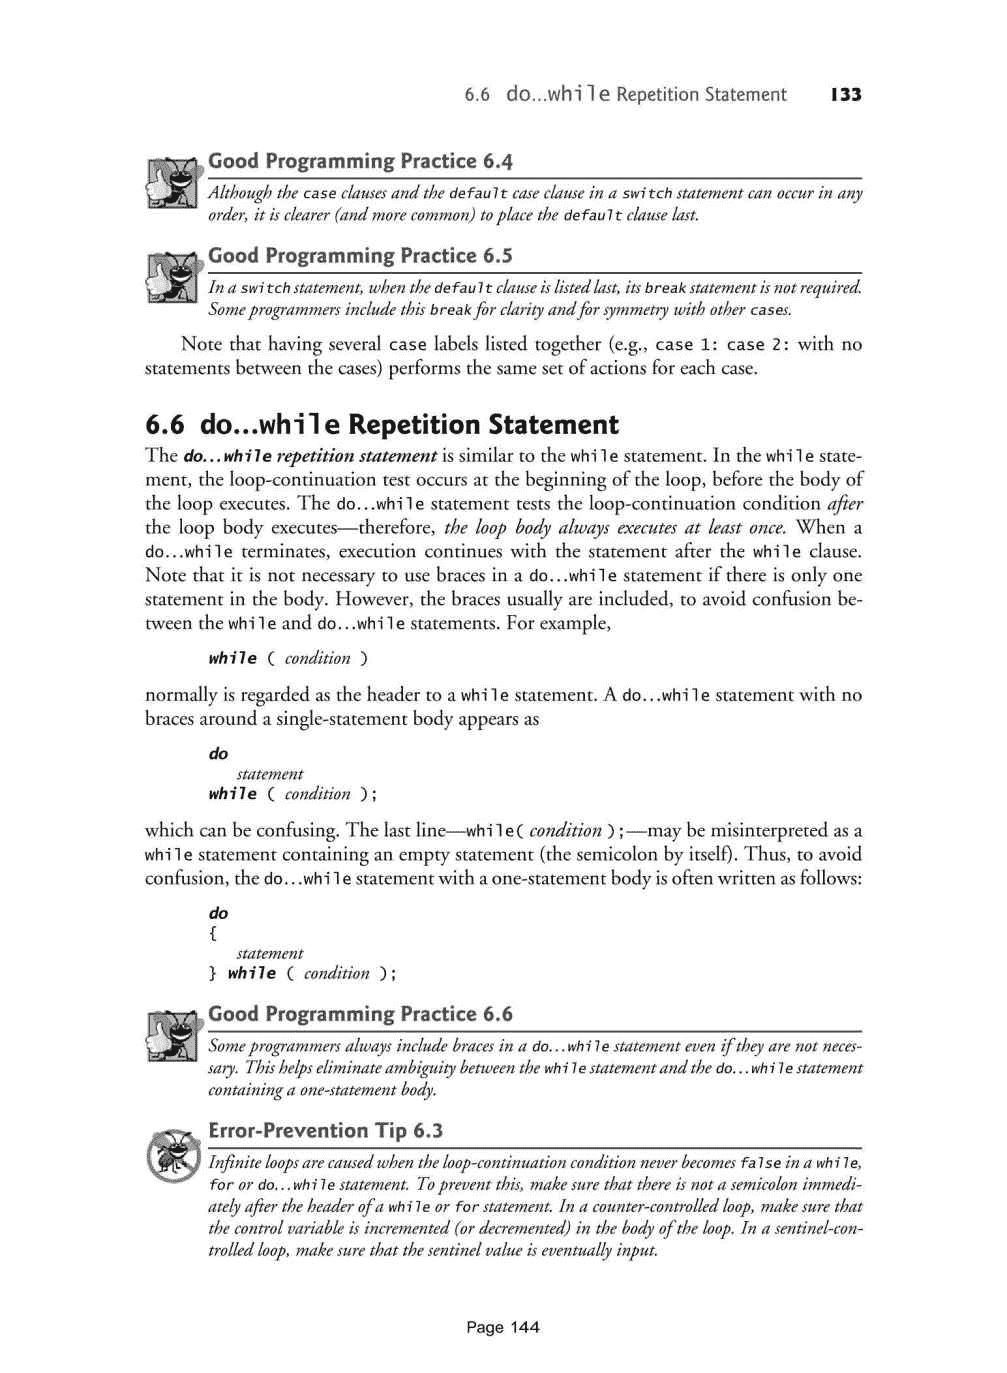 6.6 do...while Repetition Statement 133
Good Programming Practice 6.4
Although the case clauses and the default case clause in a switch statement can occur in any
order, it is clearer (and more common) to place the default clause last.
Good Programming Practice 6.5
In a switch statement, when the default clause is listed last, its break statement is not required.
Some programmers include this break for clarity and for symmetry with other cases.
Note that having several case labels listed together (e.g., case 1: case 2: with no
statements between the cases) performs the same set of actions for each case.
6.6 do...while Repetition Statement
The do...while repetition statement is similar to the while statement. In the while state-
ment, the loop-continuation test occurs at the beginning of the loop, before the body of
the loop executes. The do...while statement tests the loop-continuation condition after
the loop body executes—therefore, the loop body always executes at least once. When a
do...while terminates, execution continues with the statement after the while clause.
Note that it is not necessary to use braces in a do...while statement if there is only one
statement in the body. However, the braces usually are included, to avoid confusion be-
tween the while and do...while statements. For example,
while ( condition )
normally is regarded as the header to a while statement. A do...while statement with no
braces around a single-statement body appears as
do
statement
while ( condition );
which can be confusing. The last line—while( condition );—may be misinterpreted as a
while statement containing an empty statement (the semicolon by itself). Thus, to avoid
confusion, the do...while statement with a one-statement body is often written as follows:
do
{
statement
} while ( condition );
Good Programming Practice 6.6
Some programmers always include braces in a do...while statement even if they are not neces-
sary. This helps eliminate ambiguity between the while statement and the do...while statement
containing a one-statement body.
Error-Prevention Tip 6.3
Infinite loops are caused when the loop-continuation condition never becomes false in a while,
for or do...while statement. To prevent this, make sure that there is not a semicolon immedi-
ately after the header of a while or for statement. In a counter-controlled loop, make sure that
the control variable is incremented (or decremented) in the body of the loop. In a sentinel-con-
trolled loop, make sure that the sentinel value is eventually input.
Page 144